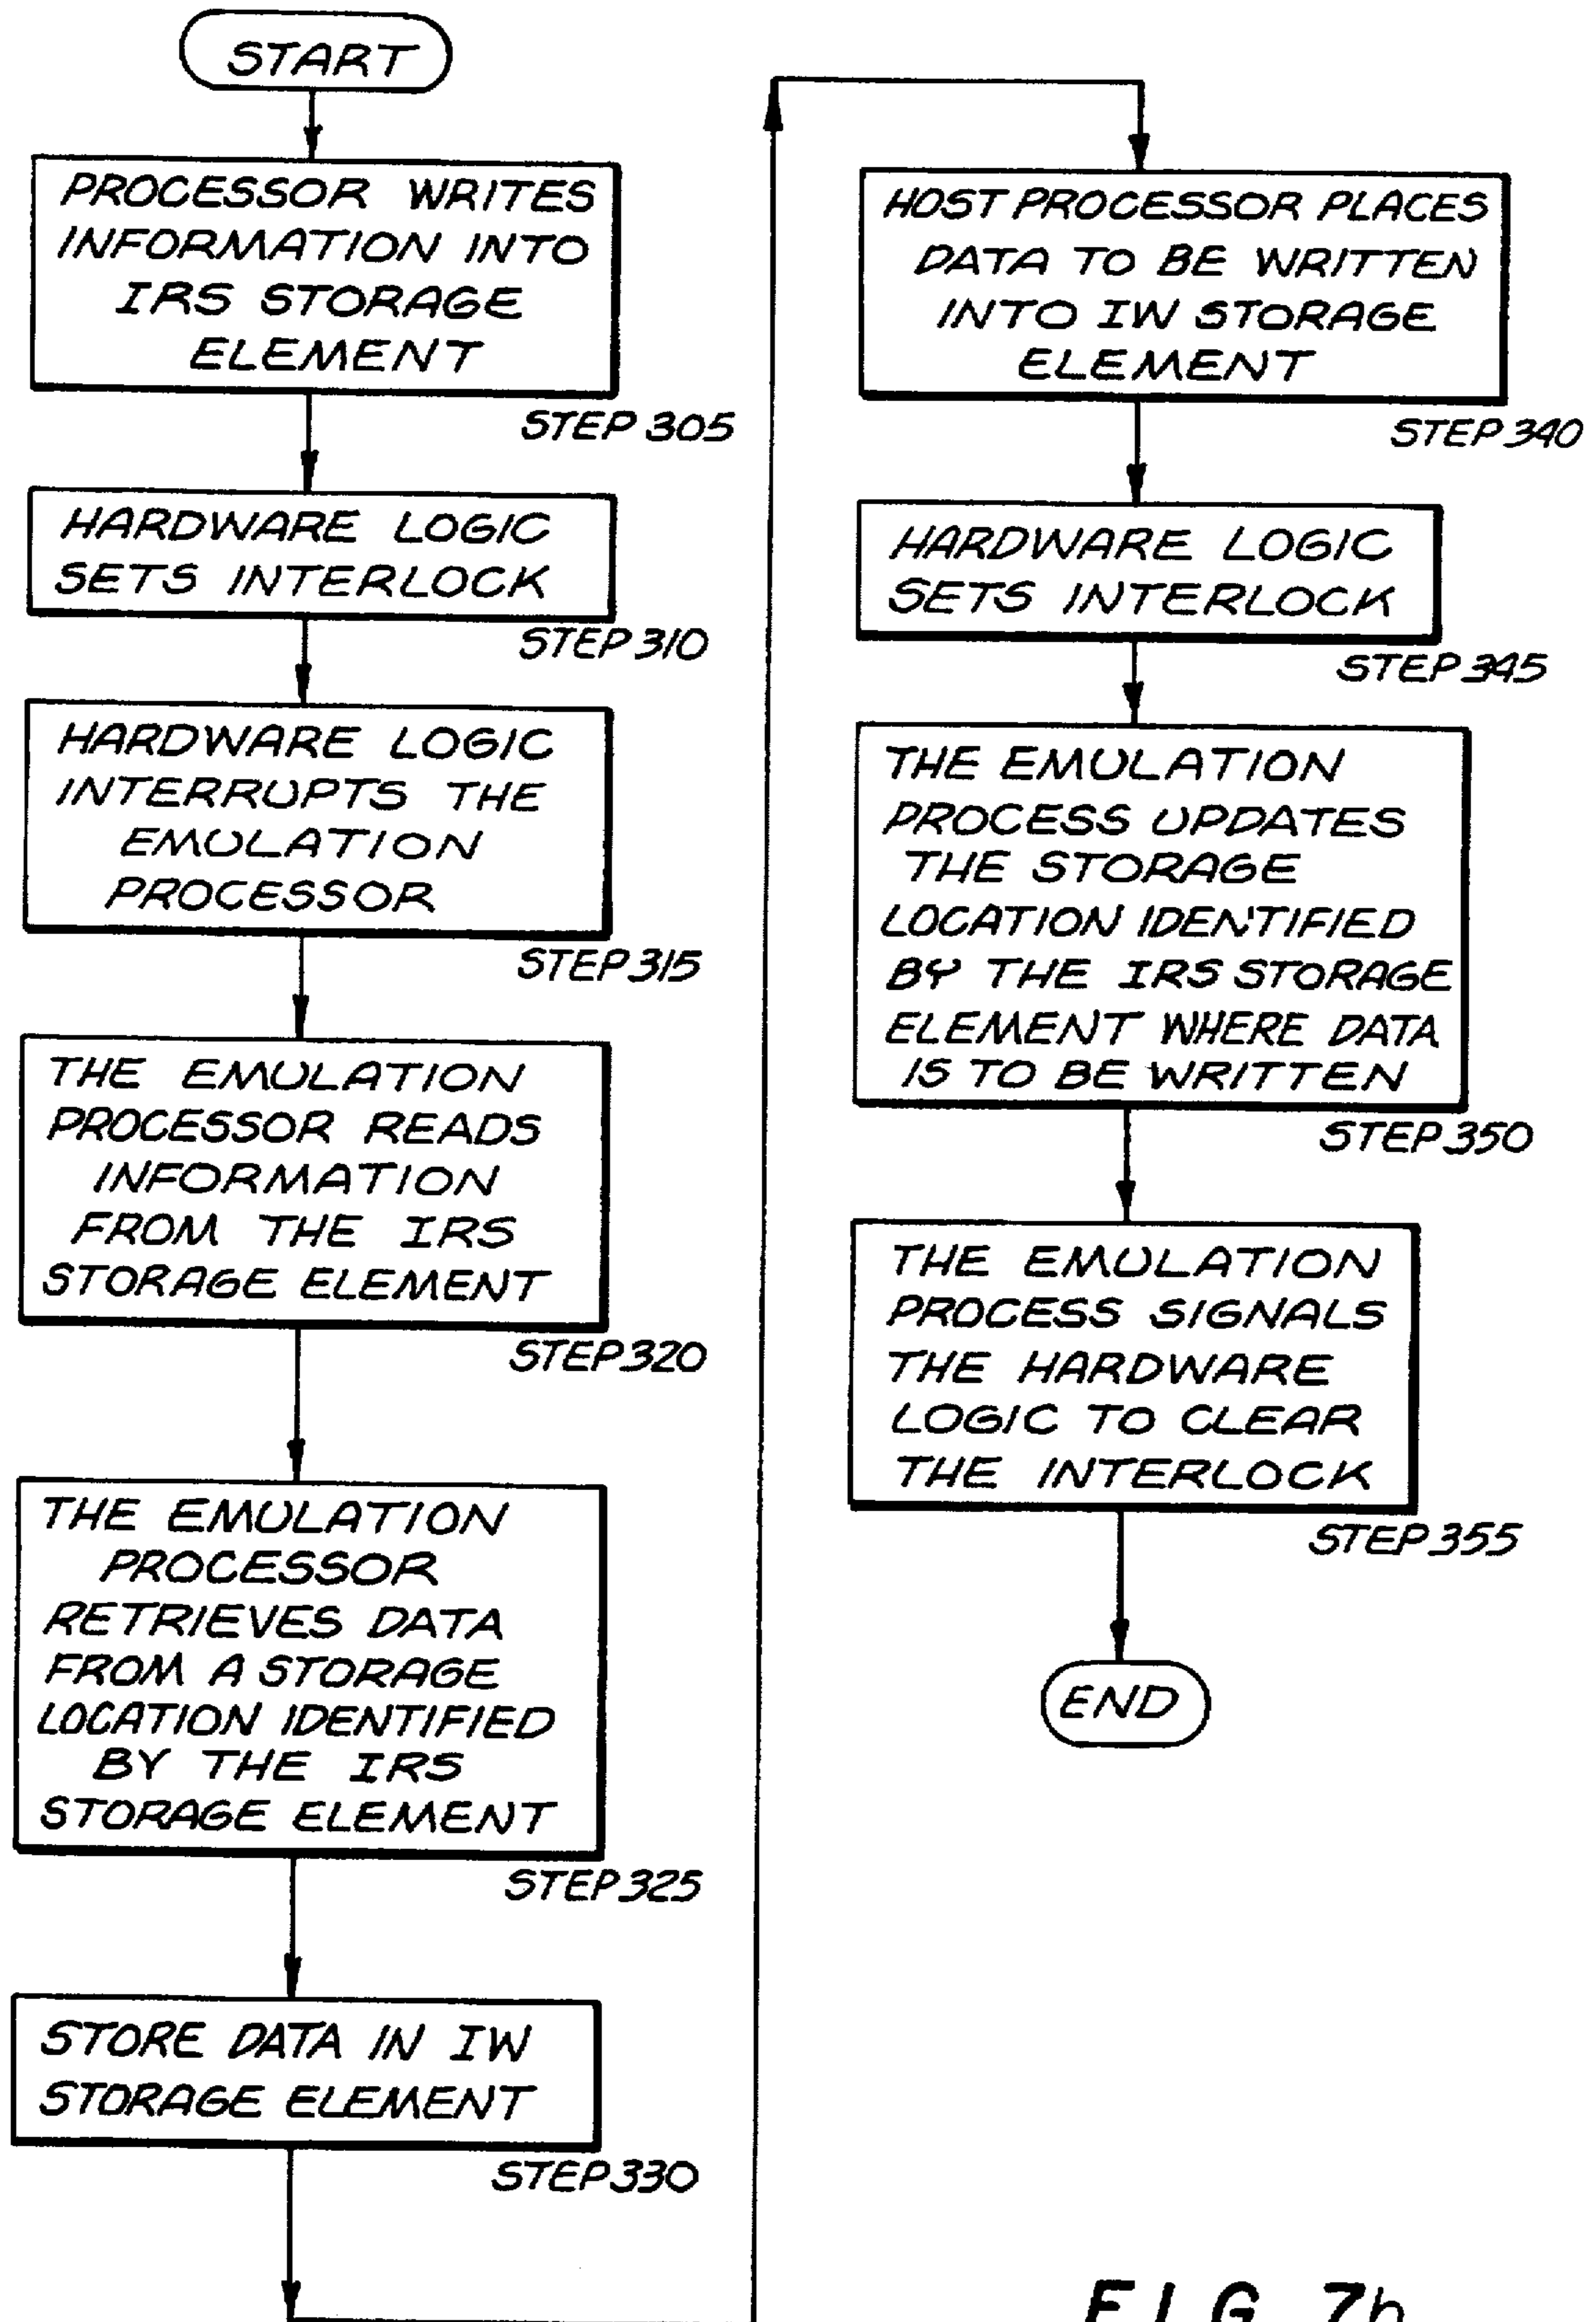 START
PROCESSOR WRITES
INFORMATION INTO
IRS STORAGE
ELEMENT
STEP 305
HARDWARE LOGIC
SETS INTERLOCK
STEP 310
HARDWARE LOGIC
INTERRUPTS THE
EMULATION
PROCESSOR
STEP 315
THE EMULATION
PROCESSOR READS
INFORMATION
FROM THE IRS
STORAGE ELEMENT
STEP 320
THE EMULATION
PROCESSOR
RETRIEVES DATA
FROM A STORAGE
LOCATION IDENTIFIED
BY THE IRS
STORAGE ELEMENT
STEP 325
STORE DATA IN IW
STORAGE ELEMENT
STEP 330
HOST PROCESSOR PLACES
DATA TO BE WRITTEN
INTO IW STORAGE
ELEMENT
STEP 340
HARDWARE LOGIC
SETS INTERLOCK
STEP 345
THE EMULATION
PROCESS UPDATES
THE STORAGE
LOCATION IDENTIFIED
BY THE IRS STORAGE
ELEMENT WHERE DATA
IS TO BE WRITTEN
STEP 350
THE EMULATION
PROCESS SIGNALS
THE HARDWARE
LOGIC TO CLEAR
THE INTERLOCK
STEP 355
END
FIG. 7b